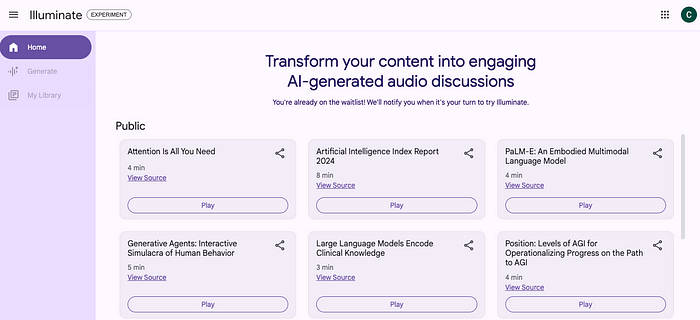 Illuminate EXPERIMENT
C
Home
Generate
My Library
Transform your content into engaging
AI-generated audio discussions
You're already on the waitlist! We'll notify you when it's your turn to try Illuminate.
Public
Attention Is All You Need
4 min
View Source
Play
Artificial Intelligence Index Report
2024
8 min
View Source
Play
PaLM-E: An Embodied Multimodal
Language Model
4 min
View Source
Play
Generative Agents: Interactive
Simulacra of Human Behavior
5 min
View Source
Play
Large Language Models Encode
Clinical Knowledge
3 min
View Source
Play
Position: Levels of AGI for
Operationalizing Progress on the Path
to AGI
4 min
View Source
Play